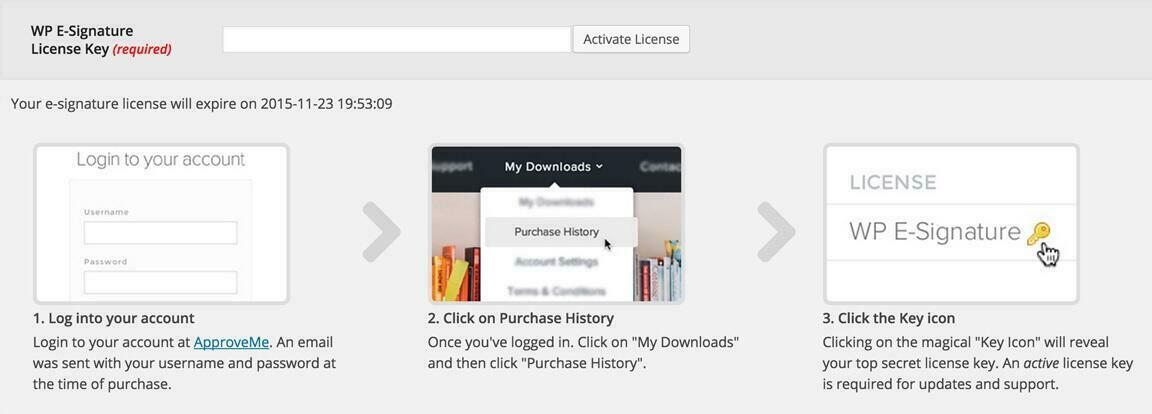 WP E-Signature
License Key (required)
Activate License
Your e-signature license will expire on 2015-11-23 19:53:09
Login to your account
Username
Password
support My Downloads Contac
My Downloads
Purchase History
Account Settings
Terms & Conditions
LICENSE
WP E-Signature
1. Log into your account
Login to your account at ApproveMe. An email
was sent with your username and password at
the time of purchase.
2. Click on Purchase History
Once you've logged in. Click on "My Downloads"
and then click "Purchase History".
3. Click the Key icon
Clicking on the magical "Key Icon" will reveal
your top secret license key. An active license key
is required for updates and support.